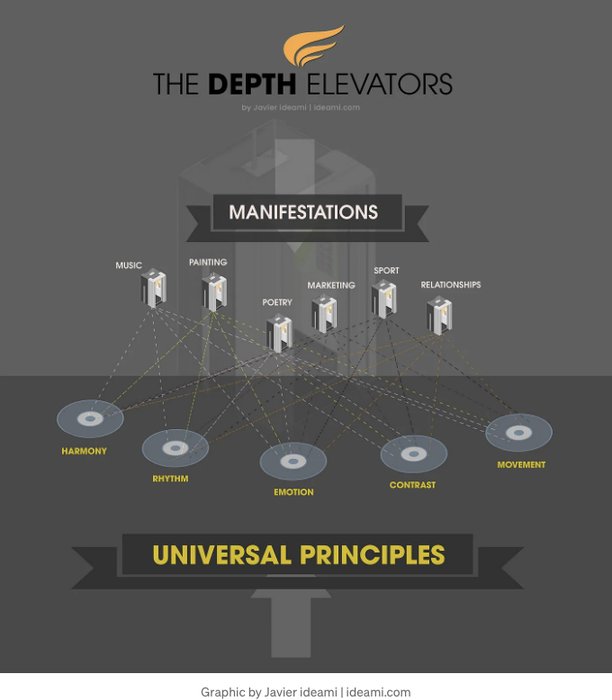 THE DEPTH ELEVATORS
by Javier Ideami | ideami.com
MANIFESTATIONS
MUSIC
PAINTING
POETRY
MARKETING
SPORT
RELATIONSHIPS
HARMONY
RHYTHM
EMOTION
CONTRAST
MOVEMENT
UNIVERSAL PRINCIPLES
Graphic by Javier ideami | ideami.com